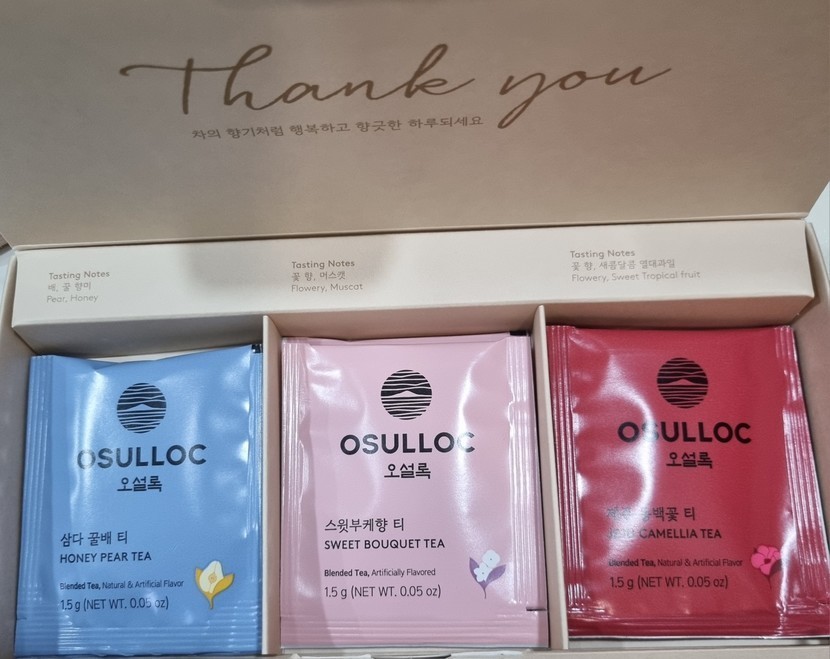 Thank you
차의 향기처럼 행복하고 향긋한 하루되세요
Tasting Notes
배, 꿀 향미
Pear, Honey
Tasting Notes
꽃 향, 머스캣
Flowery, Muscat
Tasting Notes
꽃 향, 새콤달콤 열대과일
Flowery, Sweet Tropical fruit
OSULLOC
오설록
삼다 꿀배 티
HONEY PEAR TEA
Blended Tea, Natural & Artificial Flavor
1.5 g (NET WT. 0.05 oz)
OSULLOC
오설록
스윗부케향 티
SWEET BOUQUET TEA
Blended Tea, Artificially Flavored
1.5 g (NET WT. 0.05 oz)
OSULLOC
오설록
동백꽃 티
JEJU CAMELLIA TEA
Blended Tea, Natural & Artificial Flavor
1.5 g (NET WT. 0.05 oz)